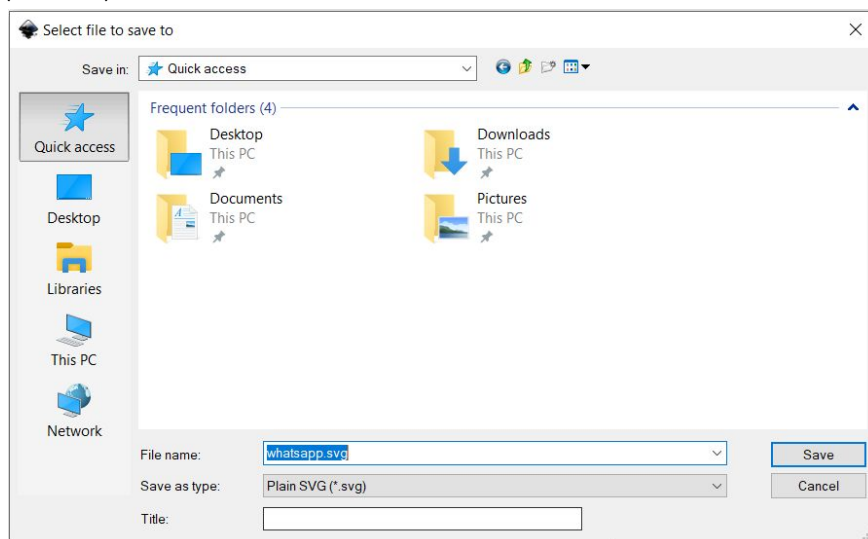 Select file to save to
Save in: Quick access
Frequent folders (4)
Quick access
Desktop
This PC
Downloads
This PC
Documents
This PC
Pictures
This PC
Desktop
Libraries
This PC
Network
File name: whatsapp.svg Save
Save as type: Plain SVG (*.svg) Cancel
Title: